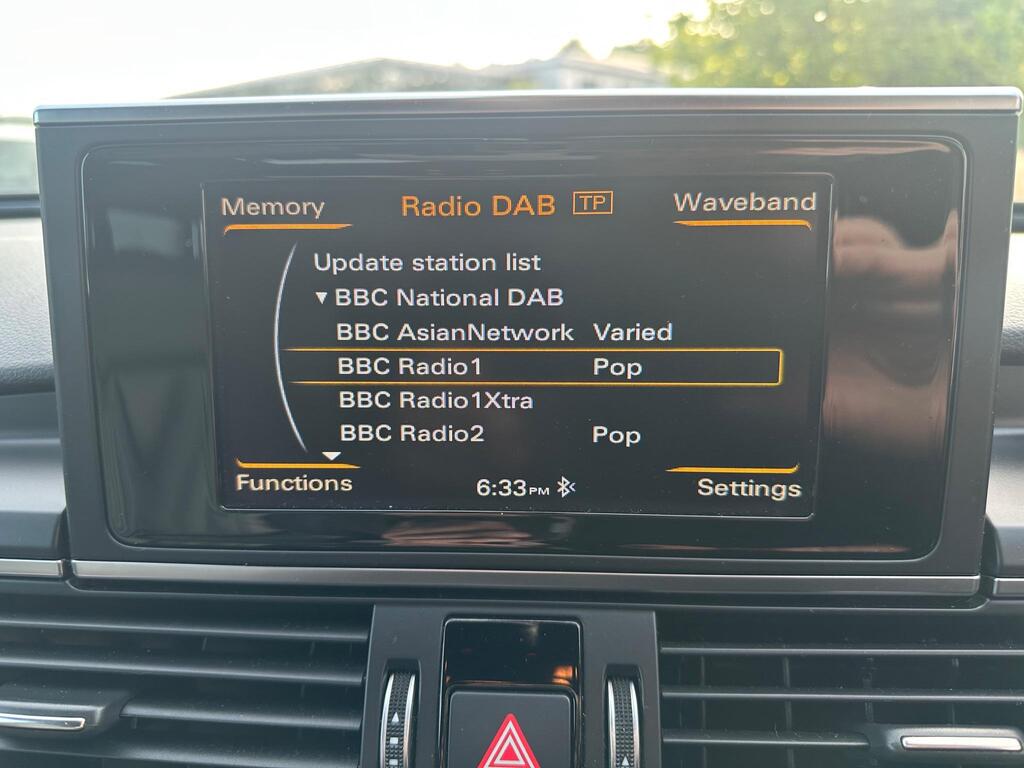 Memory Radio DAB TP Waveband
Update station list
BBC National DAB
BBC AsianNetwork Varied
BBC Radio1 Pop
BBC Radio1Xtra
BBC Radio2 Pop
Functions 6:33PM Settings